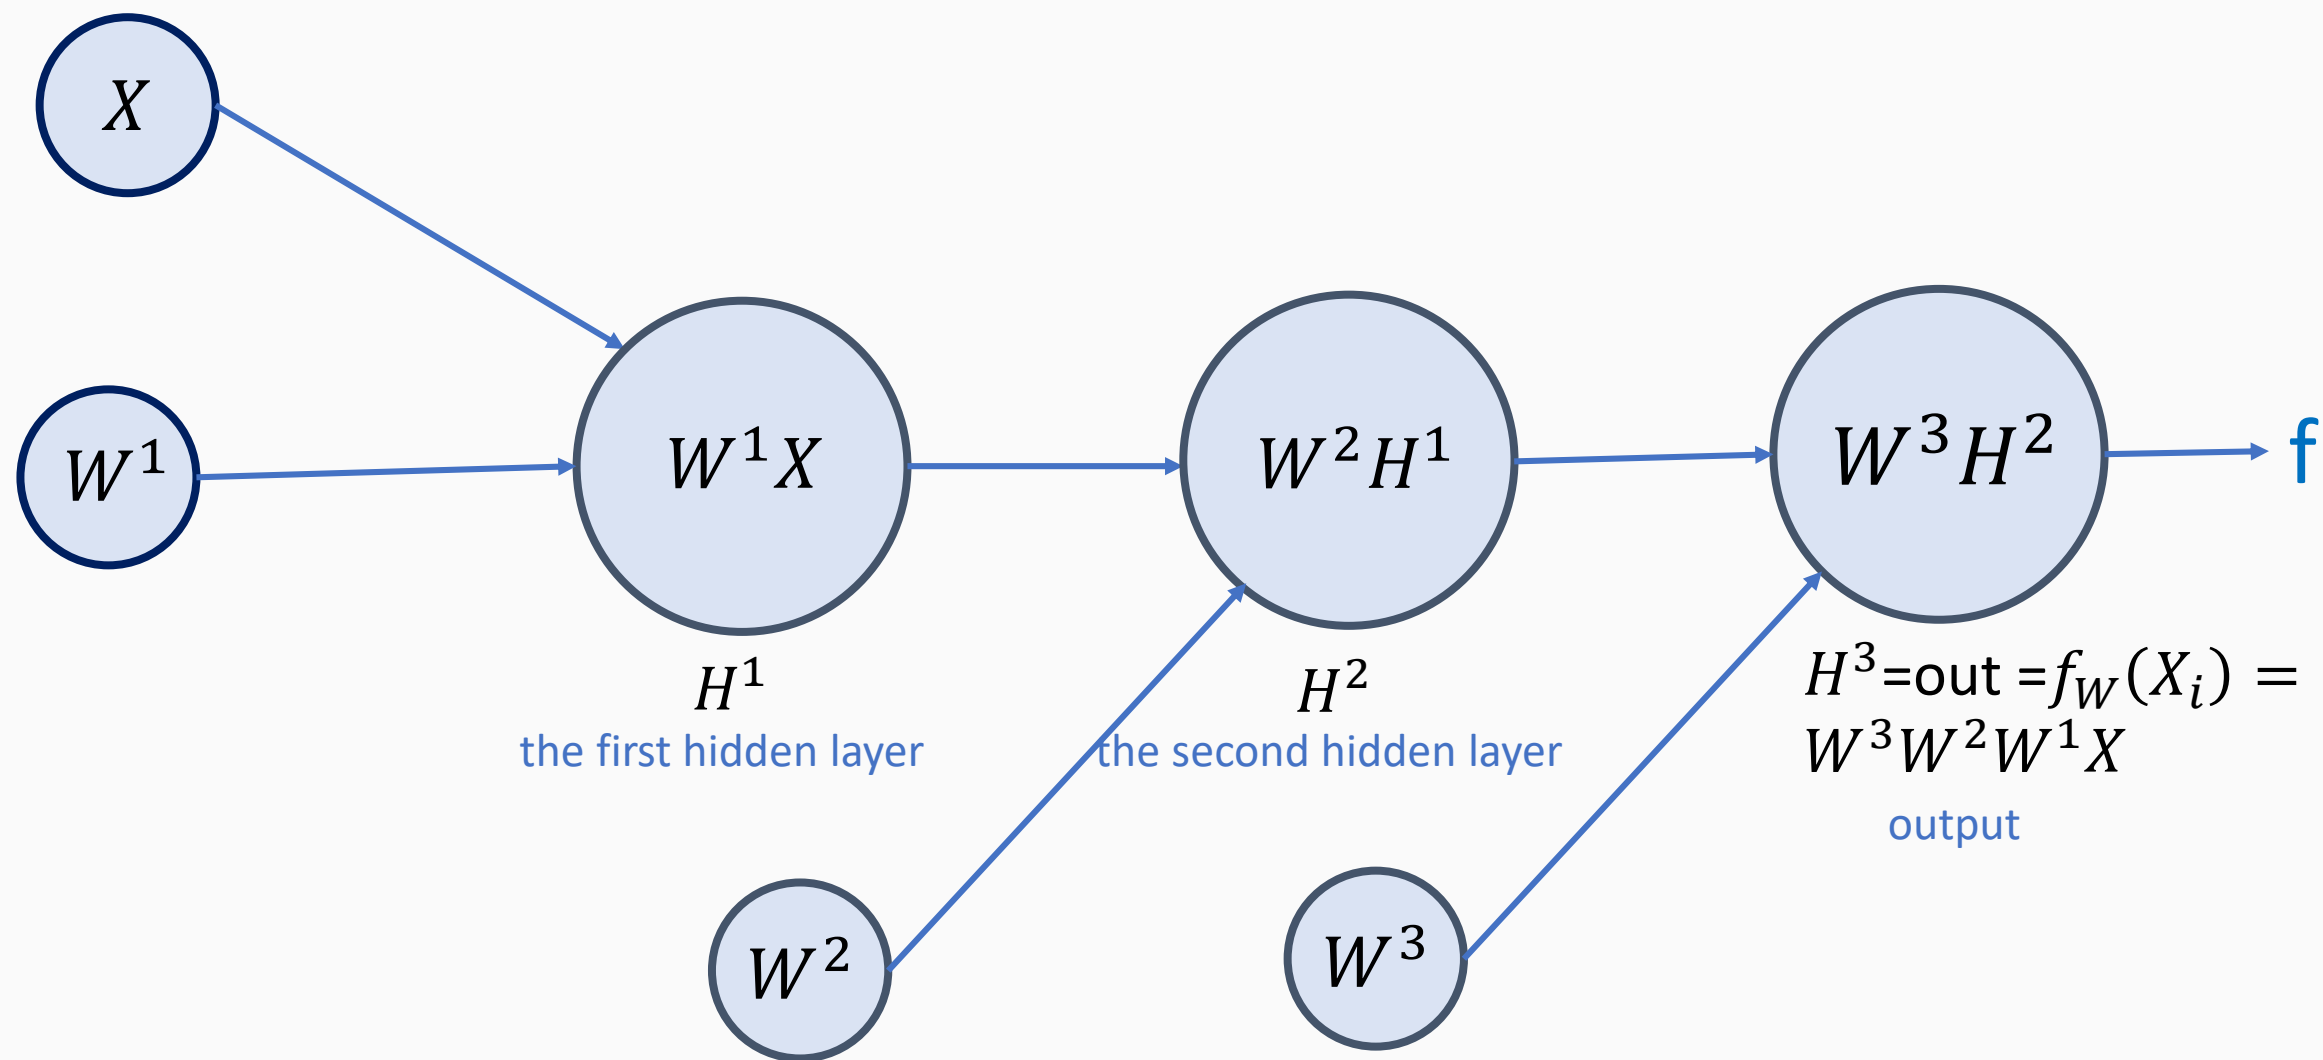 X
W¹
W¹X
W²H¹
W³H²
f
H¹
the first hidden layer
H²
the second hidden layer
H³=out =f_W(X_i) =
W³W²W¹X
output
W²
W³